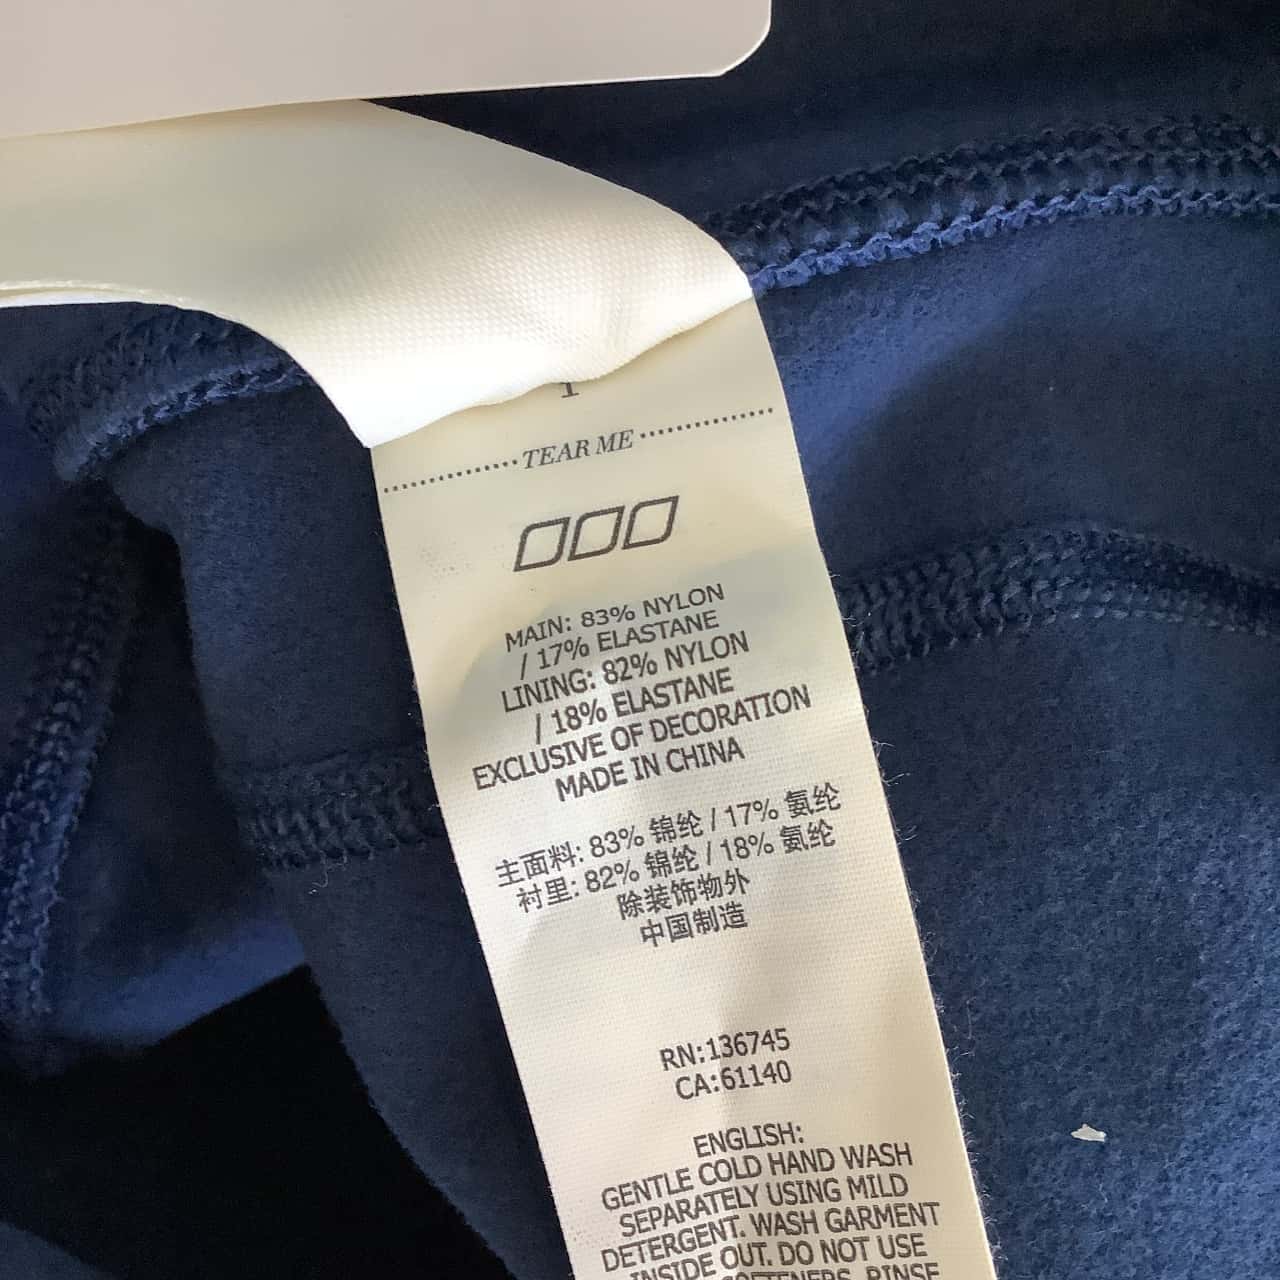 TEAR ME
MAIN: 83% NYLON
/ 17% ELASTANE
LINING: 82% NYLON
/ 18% ELASTANE
EXCLUSIVE OF DECORATION
MADE IN CHINA
主面料: 83% 锦纶 / 17% 氨纶
衬里: 82% 锦纶 / 18% 氨纶
除装饰物外
中国制造
RN:136745
CA:61140
ENGLISH:
GENTLE COLD HAND WASH
SEPARATELY USING MILD
DETERGENT. WASH GARMENT
INSIDE OUT. DO NOT USE
SOFTENERS. RINSE